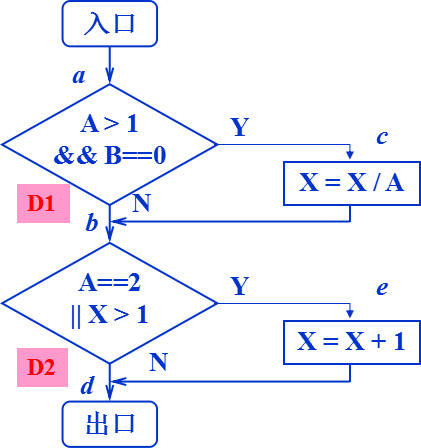 入口
a
A > 1
&& B==0
Y
c
X = X / A
D1
N
b
A==2
|| X > 1
Y
e
X = X + 1
D2
N
d
出口